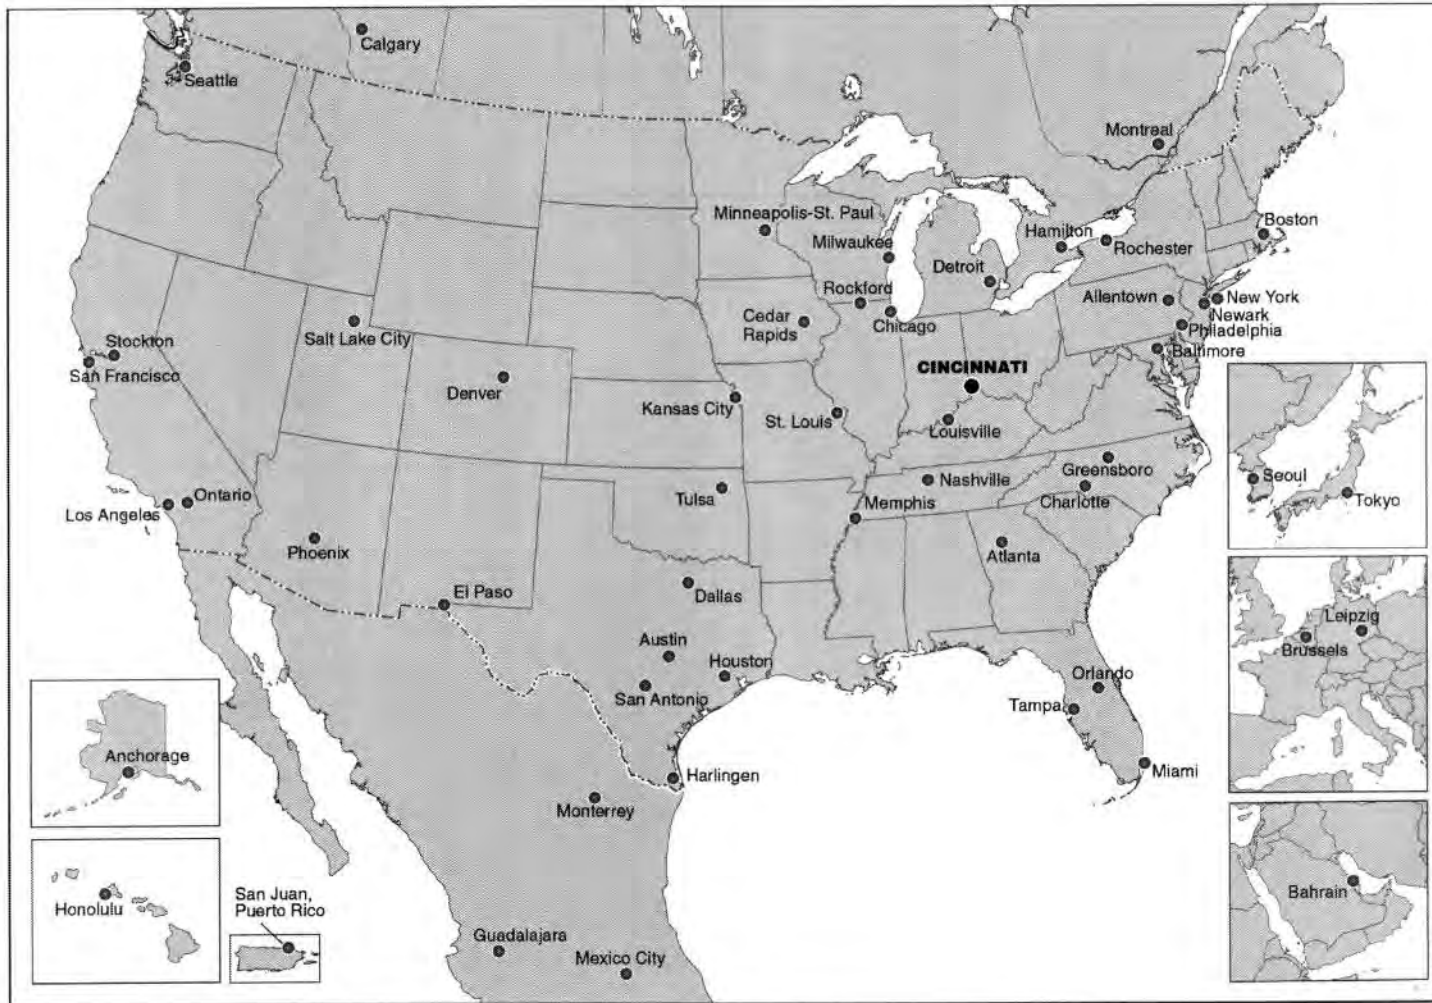 Calgary
Seattle
Montreal
Minneapolis-St. Paul
Milwaukee
Hamilton
Rochester
Boston
Detroit
Rockford
Allentown
New York
Newark
Cedar
Rapids
Chicago
Philadelphia
Baltimore
Stockton
San Francisco
Salt Lake City
CINCINNATI
Denver
Kansas City
St. Louis
Louisville
Greensboro
Seoul
Tokyo
Ontario
Los Angeles
Tulsa
Nashville
Memphis
Charlotte
Phoenix
Atlanta
El Paso
Dallas
Leipzig
Brussels
Austin
Houston
San Antonio
Orlando
Tampa
Anchorage
Harlingen
Miami
Monterrey
Bahrain
Honolulu
San Juan,
Puerto Rico
Guadalajara
Mexico City